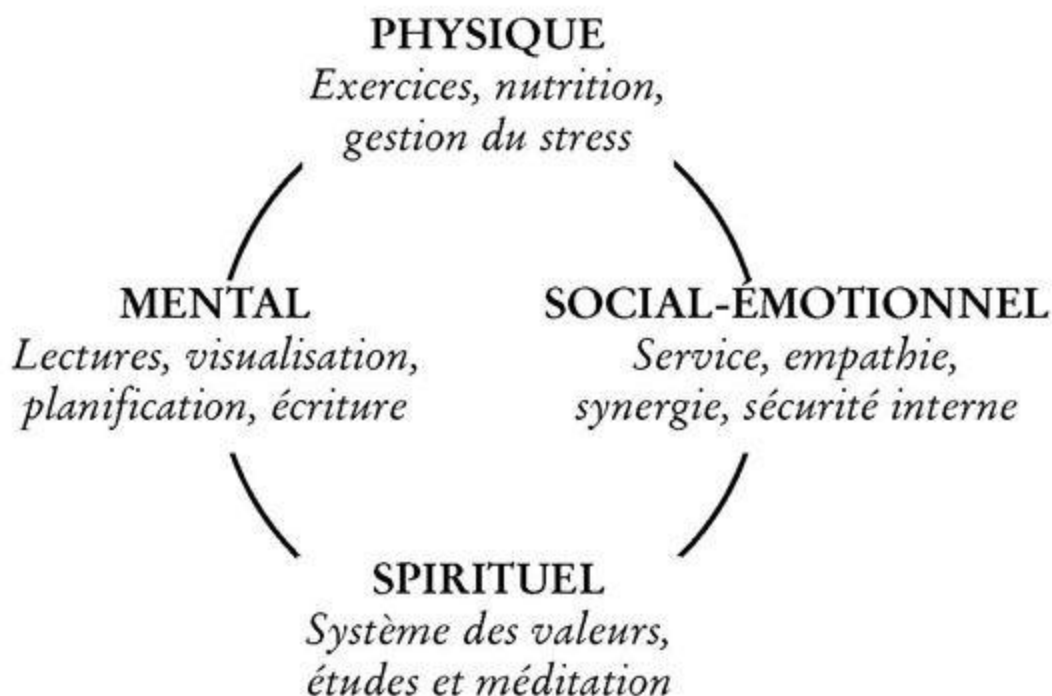 PHYSIQUE
Exercices, nutrition,
gestion du stress
MENTAL
Lectures, visualisation,
planification, écriture
SOCIAL-ÉMOTIONNEL
Service, empathie,
synergie, sécurité interne
SPIRITUEL
Système des valeurs,
études et méditation